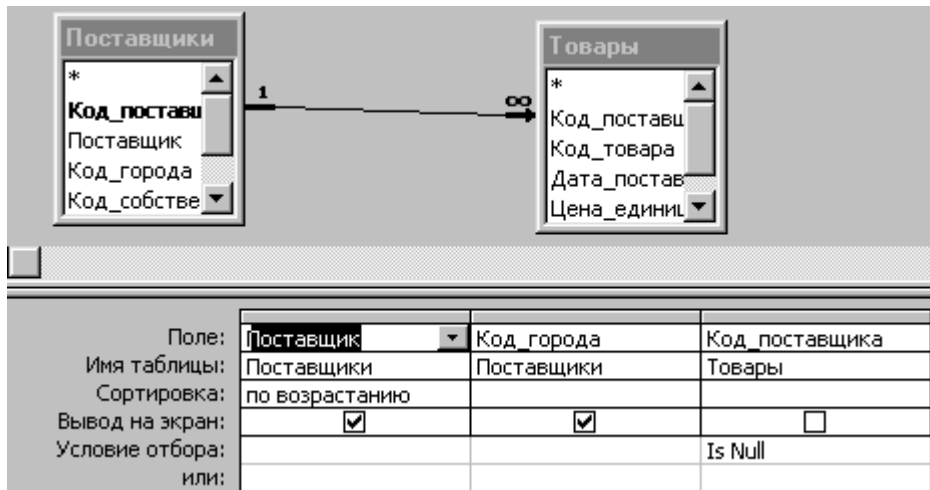 Поставщики
*
Код_поставщ
Поставщик
Код_города
Код_собстве
1
∞
Товары
*
Код_поставщ
Код_товара
Дата_постав
Цена_единиц
Поле: Поставщик Код_города Код_поставщика
Имя таблицы: Поставщики Поставщики Товары
Сортировка: по возрастанию
Вывод на экран:
Условие отбора: Is Null
или: